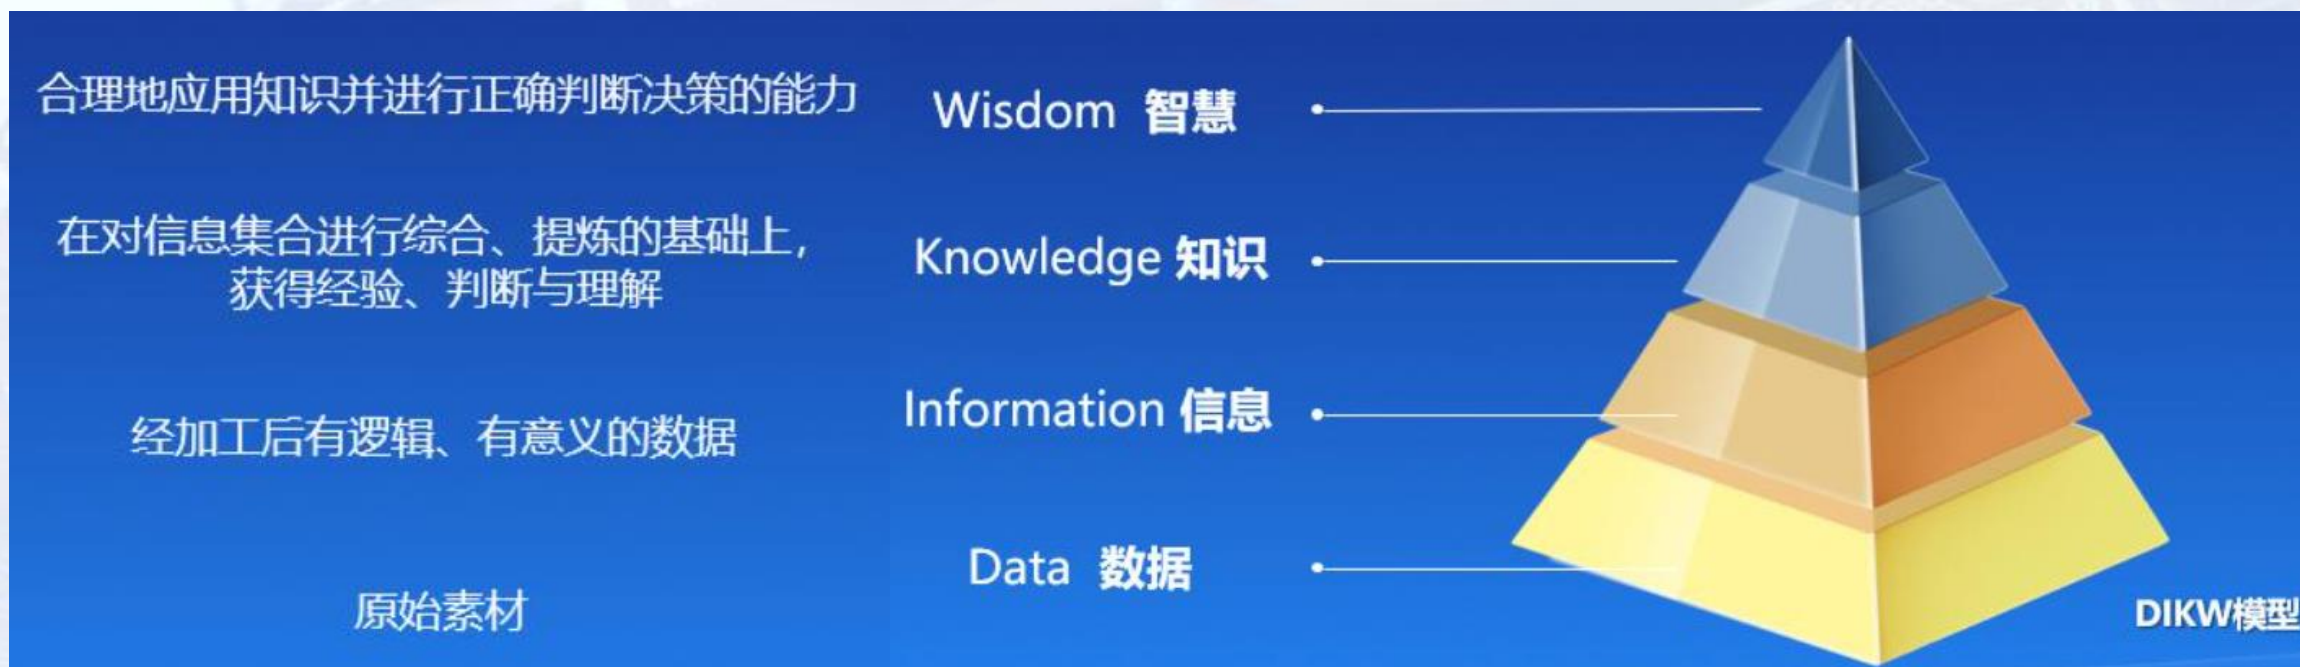 合理地应用知识并进行正确判断决策的能力
Wisdom 智慧
在对信息集合进行综合、提炼的基础上，
获得经验、判断与理解
Knowledge 知识
经加工后有逻辑、有意义的数据
Information 信息
原始素材
Data 数据
DIKW模型